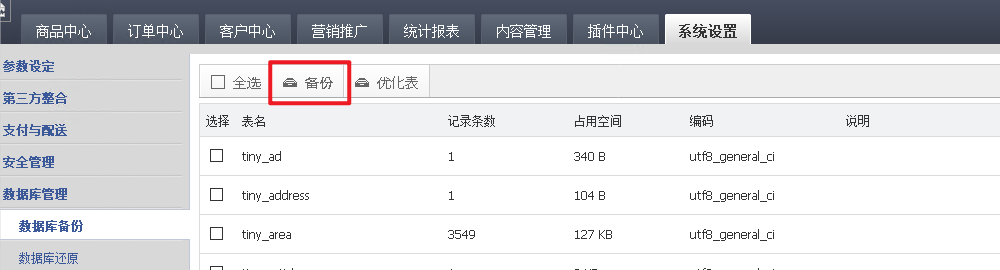 商品中心 订单中心 客户中心 营销推广 统计报表 内容管理 插件中心 系统设置
参数设定
第三方整合
支付与配送
安全管理
数据库管理
数据库备份
数据库还原
全选 备份 优化表
选择 表名 记录条数 占用空间 编码 说明
tiny_ad 1 340 B utf8_general_ci
tiny_address 1 104 B utf8_general_ci
tiny_area 3549 127 KB utf8_general_ci